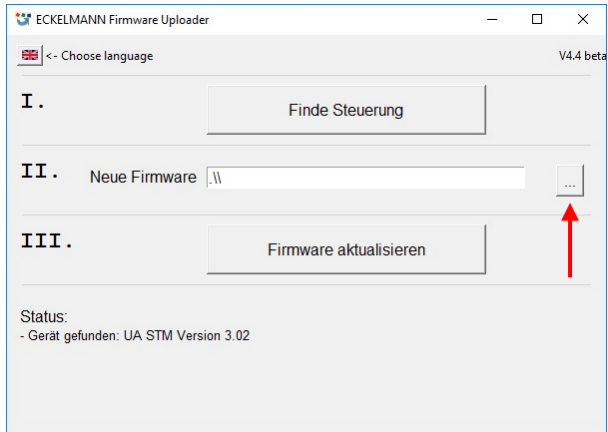 ECKELMANN Firmware Uploader
<- Choose language V4.4 beta
I. Finde Steuerung
II. Neue Firmware .\\ ...
III. Firmware aktualisieren
Status:
- Gerät gefunden: UA STM Version 3.02